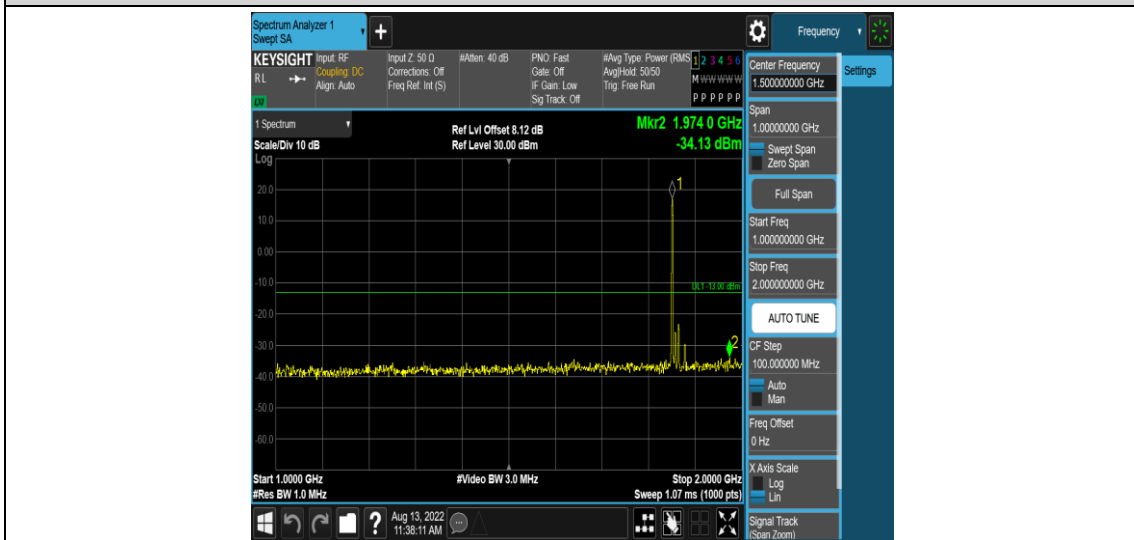 Spectrum Analyzer 1
Swept SA
+
Frequency
KEYSIGHT
RL
LXI
Input: RF
Coupling: DC
Align: Auto
Input Z: 50 Ω
Corrections: Off
Freq Ref: Int (S)
#Atten: 40 dB
PNO: Fast
Gate: Off
IF Gain: Low
Sig Track: Off
#Avg Type: Power (RMS
Avg|Hold: 50/50
Trig: Free Run
1 2 3 4 5 6
M W W W W W
P P P P P P
1 Spectrum
Scale/Div 10 dB
Log
Ref Lvl Offset 8.12 dB
Ref Level 30.00 dBm
Mkr2 1.974 0 GHz
-34.13 dBm
20.0
10.0
0.00
-10.0
-20.0
-30.0
-40.0
-50.0
-60.0
1
DL1 -13.00 dBm
2
Start 1.0000 GHz
#Res BW 1.0 MHz
#Video BW 3.0 MHz
Stop 2.0000 GHz
Sweep 1.07 ms (1000 pts)
?
Aug 13, 2022
11:38:11 AM
Center Frequency
1.500000000 GHz
Settings
Span
1.00000000 GHz
Swept Span
Zero Span
Full Span
Start Freq
1.000000000 GHz
Stop Freq
2.000000000 GHz
AUTO TUNE
CF Step
100.000000 MHz
Auto
Man
Freq Offset
0 Hz
X Axis Scale
Log
Lin
Signal Track
(Span Zoom)